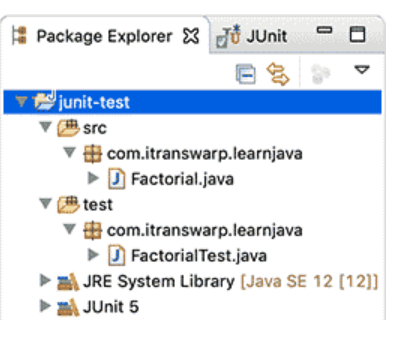 Package Explorer JUnit
junit-test
src
com.itranswarp.learnjava
Factorial.java
test
com.itranswarp.learnjava
FactorialTest.java
JRE System Library [Java SE 12 [12]]
JUnit 5